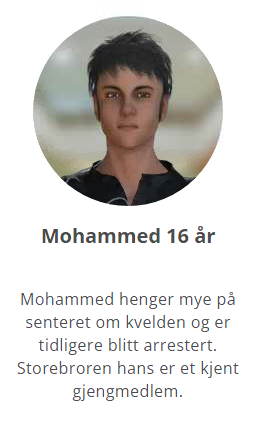 Mohammed 16 år
Mohammed henger mye på
senteret om kvelden og er
tidligere blitt arrestert.
Storebroren hans er et kjent
gjengmedlem.